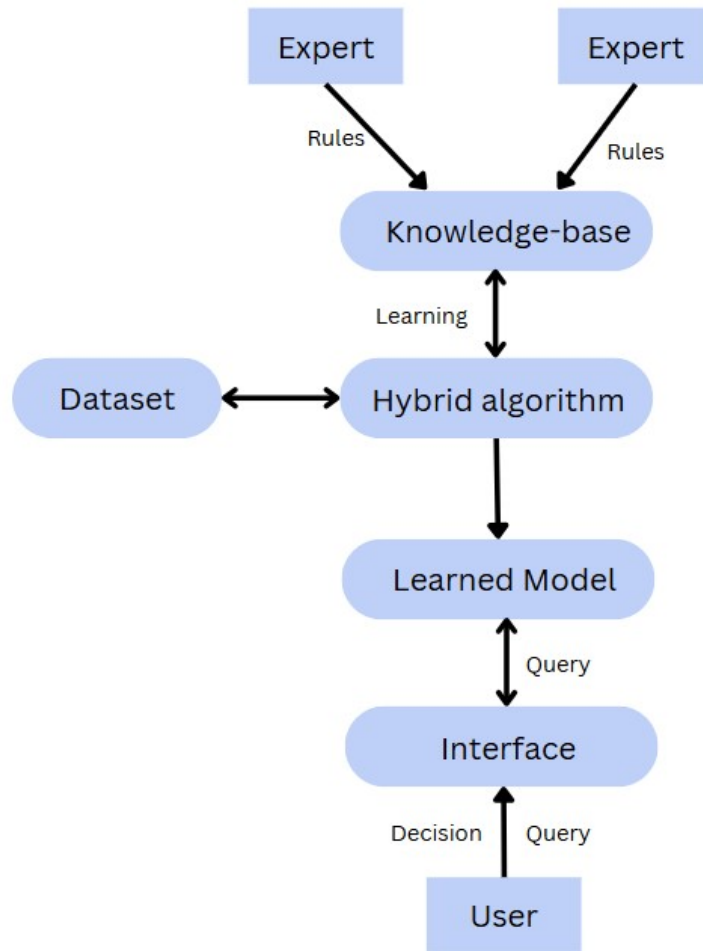 Expert
Expert
Rules
Rules
Knowledge-base
Learning
Dataset
Hybrid algorithm
Learned Model
Query
Interface
Decision
Query
User